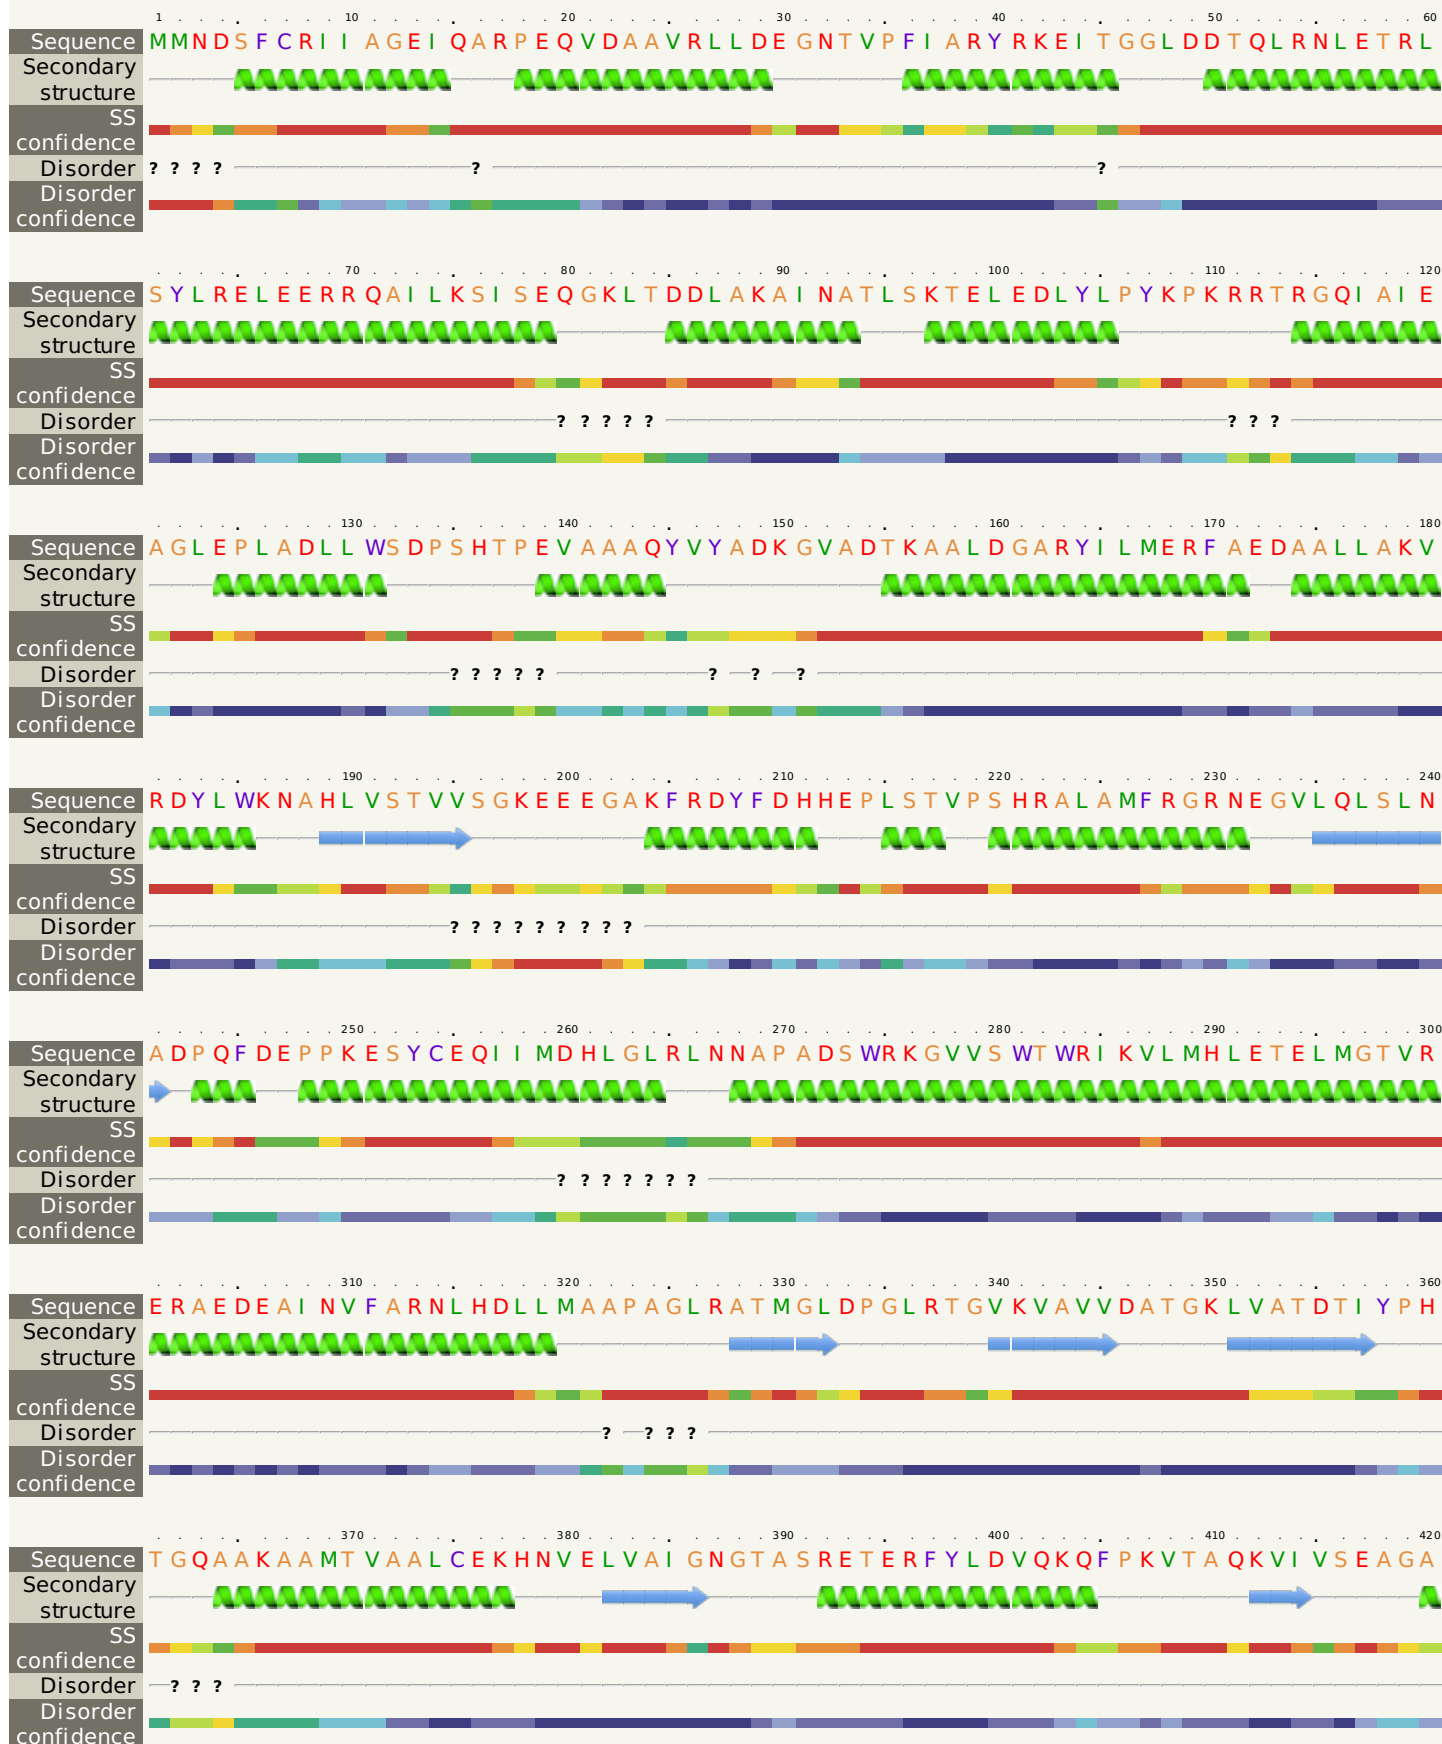 1 10 20 30 40 50 60
Sequence MMNDSFCRIIAGEIQARPEQVDAAVRLLDEGNTVPFIARYRKEITGGLDDTQLRNLETRL
Secondary
structure
SS
confidence
Disorder ? ? ? ? ? ?
Disorder
confidence
70 80 90 100 110 120
Sequence SYLRELEERRQAILKSISEQGKLTDDLAKAINATLSKTELEDLYLPYKPKRRTRGQIAIE
Secondary
structure
SS
confidence
Disorder ? ? ? ? ? ? ? ?
Disorder
confidence
130 140 150 160 170 180
Sequence AGLEPLADLLWSDPSHTPEVAAAQYVYADKGVADTKAALDGARYILMERFAEDAALLAKV
Secondary
structure
SS
confidence
Disorder ? ? ? ? ? ? ? ?
Disorder
confidence
190 200 210 220 230 240
Sequence RDYLWKNAHLVSTVVSGKEEEGAKFRDYFDHHEPLSTVPSHRALAMFRGRNEGVLQLSLN
Secondary
structure
SS
confidence
Disorder ? ? ? ? ? ? ? ? ?
Disorder
confidence
250 260 270 280 290 300
Sequence ADPQFDEPPKESYCEQIIMDHLGLRLNNAPADSWRKGVVSWTWRIKVLMHLETELMGTVR
Secondary
structure
SS
confidence
Disorder ? ? ? ? ? ? ?
Disorder
confidence
310 320 330 340 350 360
Sequence ERAEDEAINVFARNLHDLLMAAPAGLRATMGLDPGLRTGVKVAVVDATGKLVATDTIYPH
Secondary
structure
SS
confidence
Disorder ? ? ? ?
Disorder
confidence
370 380 390 400 410 420
Sequence TGQAAKAAMTVAALCEKHNVELVAIGNGTASRETERFYLDVQKQFPKVTAQKVIVSEAGA
Secondary
structure
SS
confidence
Disorder ? ? ?
Disorder
confidence